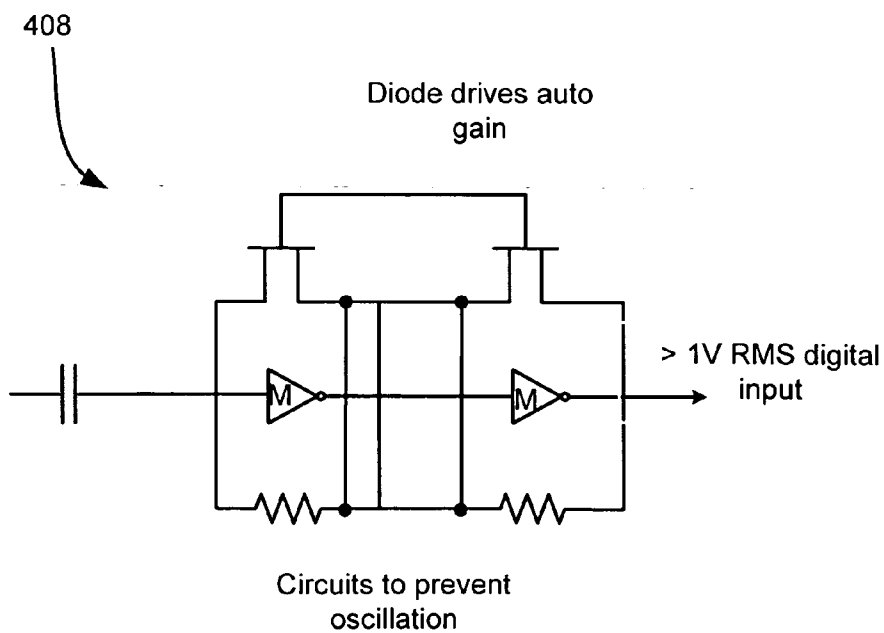 408
Diode drives auto
gain
M
M
> 1V RMS digital
input
Circuits to prevent
oscillation